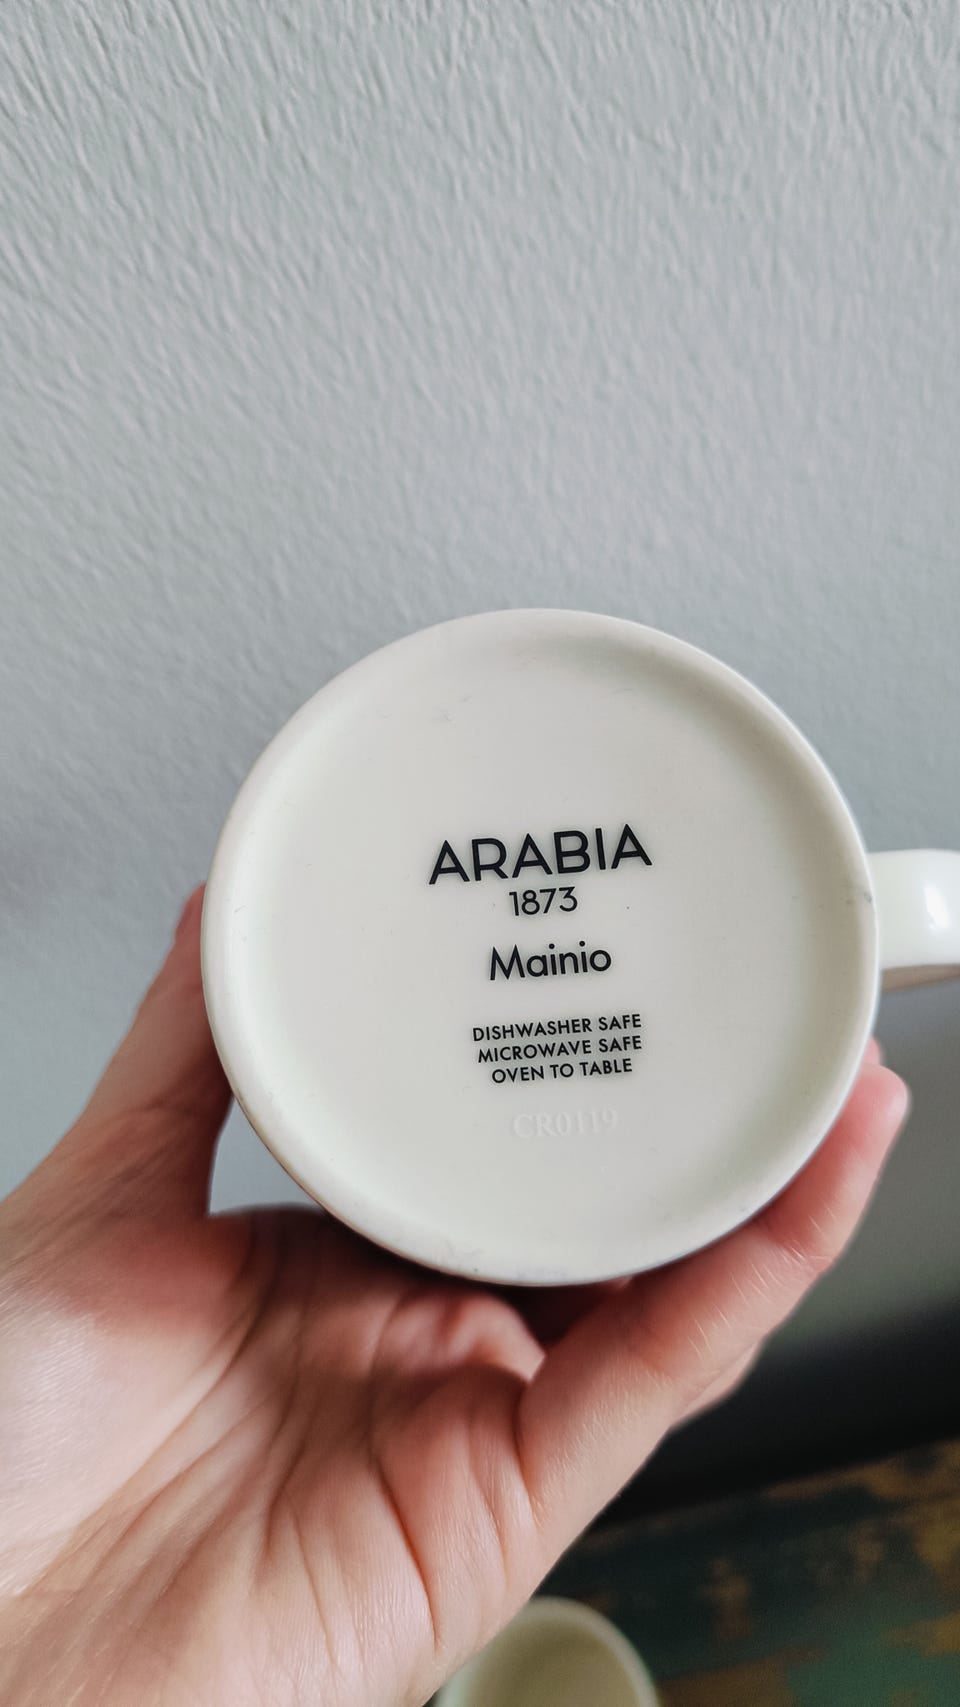 ARABIA
1873
Mainio
DISHWASHER SAFE
MICROWAVE SAFE
OVEN TO TABLE
CR0119